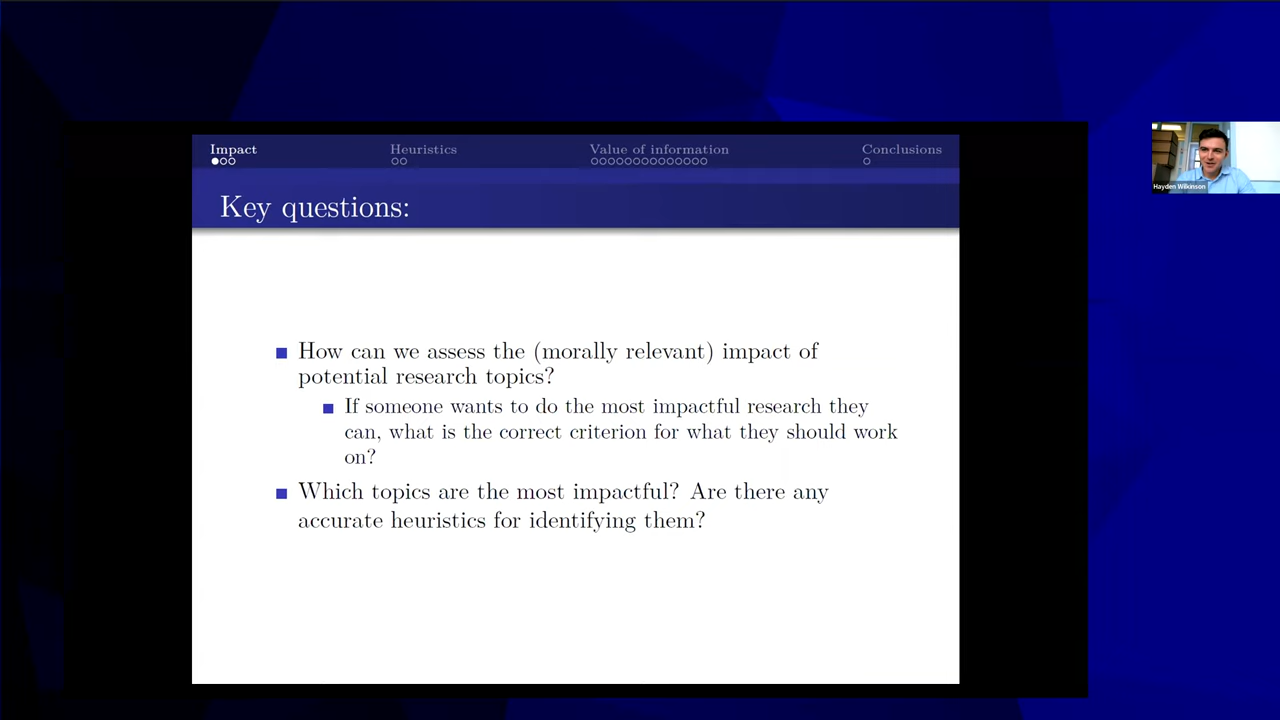 Impact
Heuristics
Value of information
Conclusions
Key questions:
How can we assess the (morally relevant) impact of
potential research topics?
If someone wants to do the most impactful research they
can, what is the correct criterion for what they should work
on?
Which topics are the most impactful? Are there any
accurate heuristics for identifying them?
Hayden Wilkinson